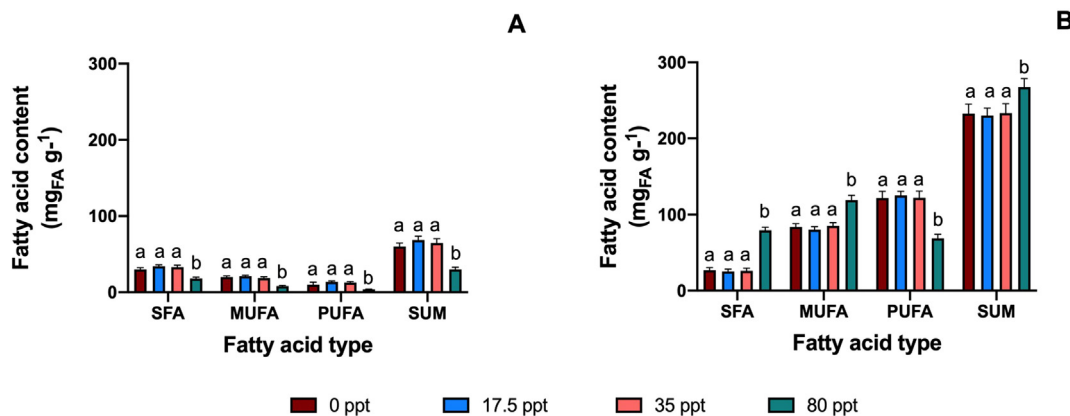 A
Fatty acid content
(mgFA g-1)
300
200
100
0
a a a b
a a a b
a a a b
a a a b
SFA MUFA PUFA SUM
Fatty acid type
B
Fatty acid content
(mgFA g-1)
300
200
100
0
a a a b
a a a b
a a a b
a a a b
SFA MUFA PUFA SUM
Fatty acid type
0 ppt 17.5 ppt 35 ppt 80 ppt